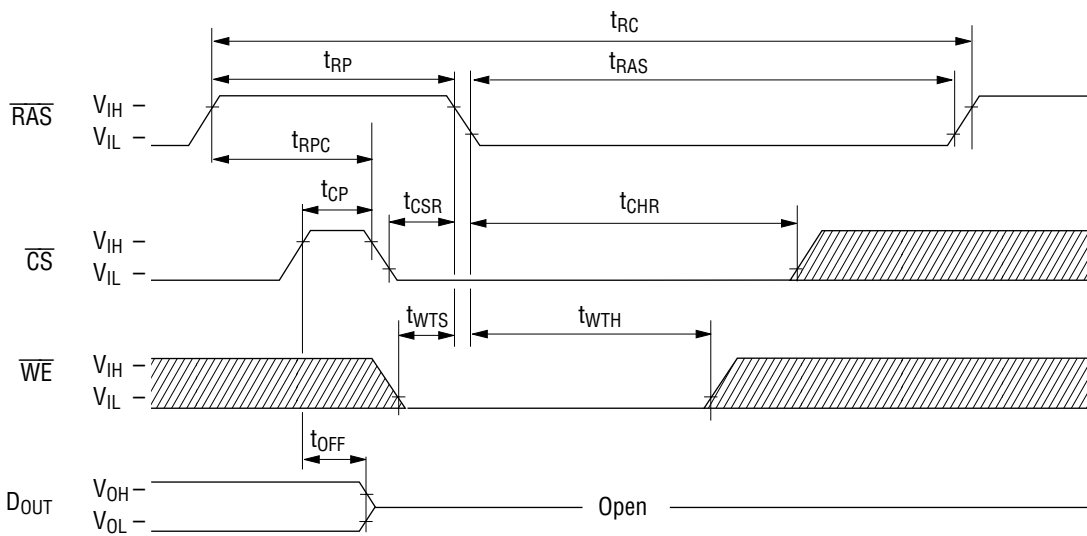 tRC
tRP
tRAS
RAS
VIH –
VIL –
tRPC
tCP
tCSR
tCHR
CS
VIH –
VIL –
tWTS
tWTH
WE
VIH –
VIL –
tOFF
DOUT
VOH –
VOL –
Open